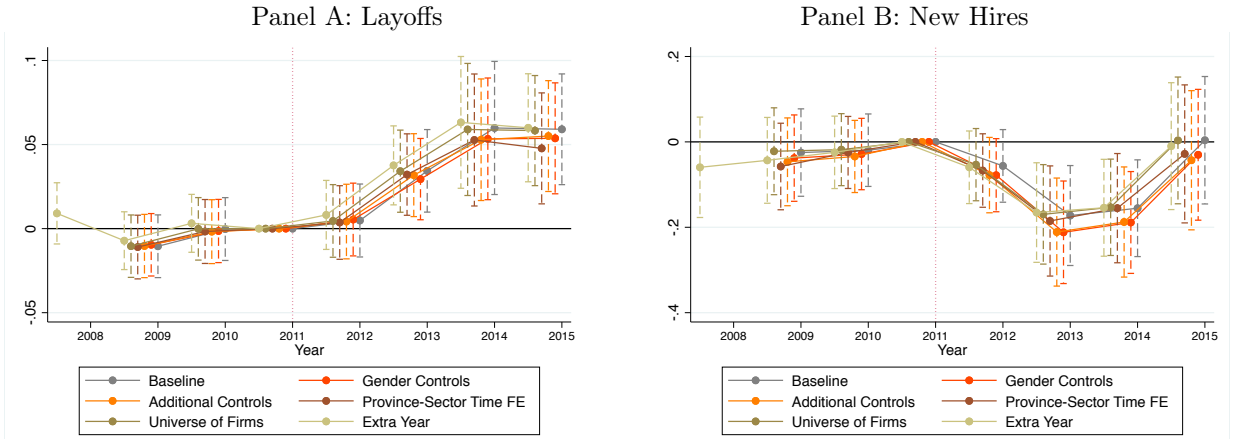 Panel A: Layoffs
.1
.05
0
-.05
2008 2009 2010 2011 2012 2013 2014 2015
Year
Baseline Gender Controls
Additional Controls Province-Sector Time FE
Universe of Firms Extra Year
Panel B: New Hires
.2
0
-.2
-.4
2008 2009 2010 2011 2012 2013 2014 2015
Year
Baseline Gender Controls
Additional Controls Province-Sector Time FE
Universe of Firms Extra Year